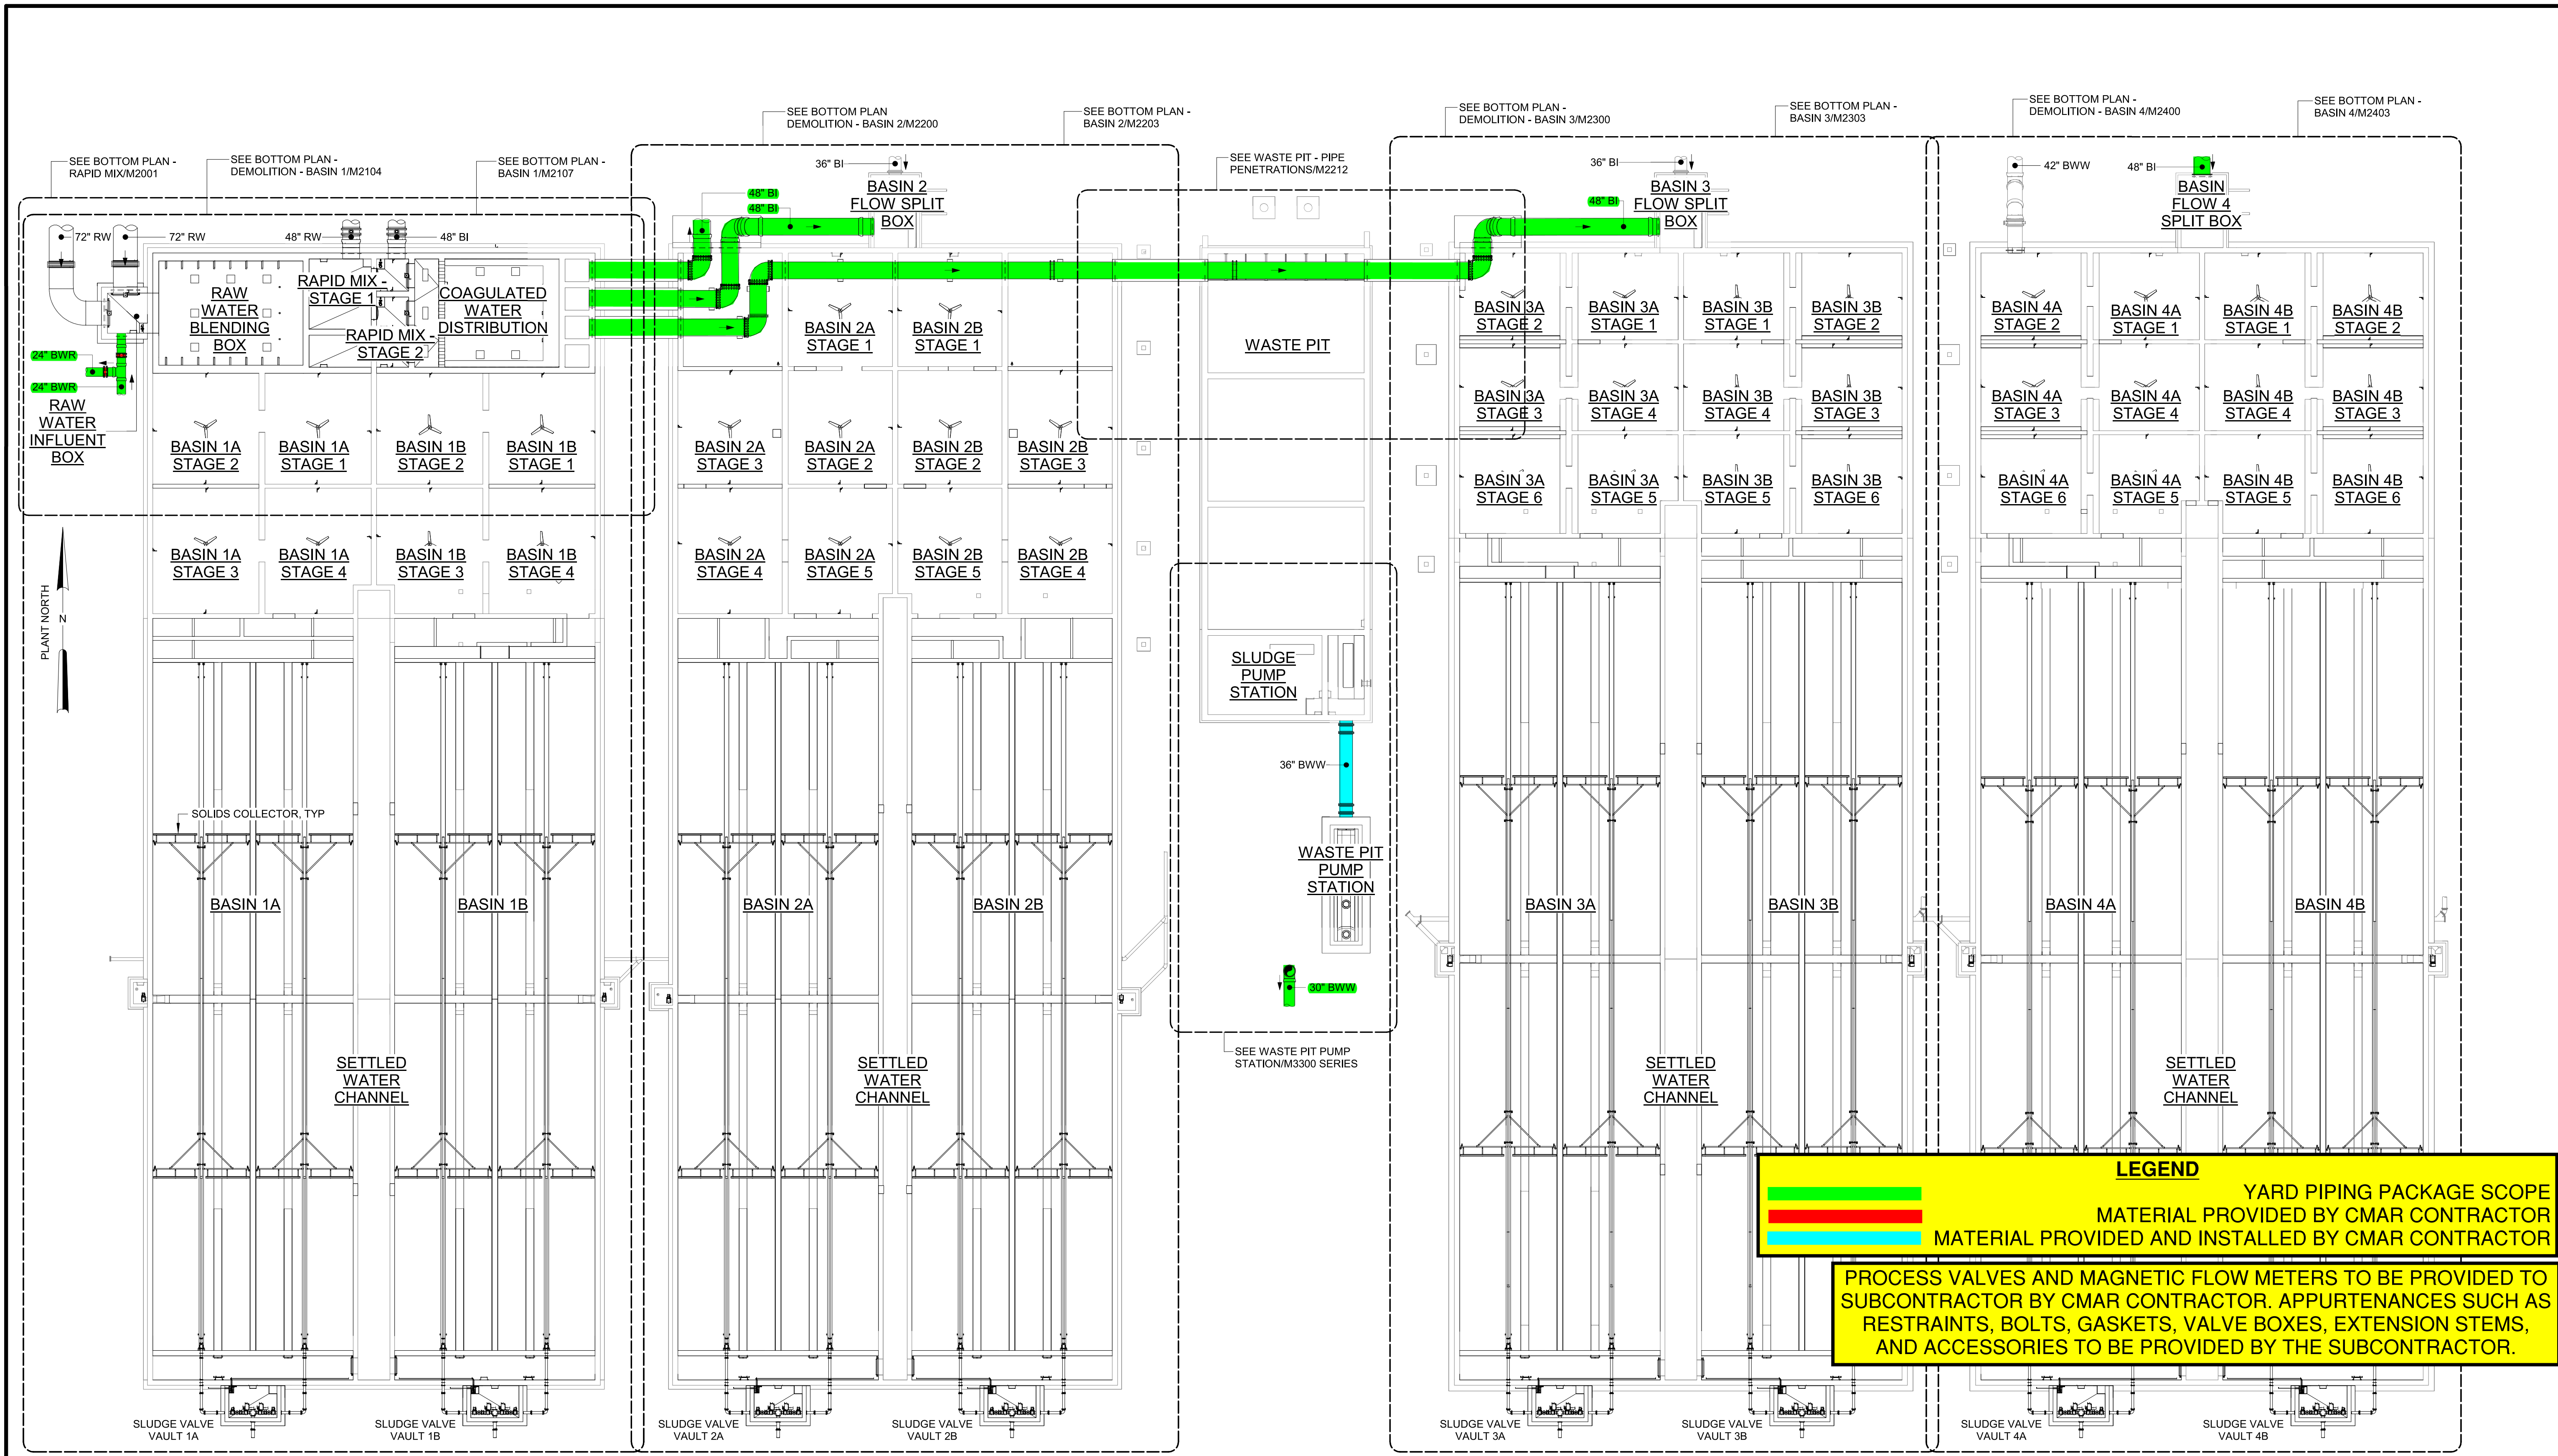 SEE BOTTOM PLAN -
RAPID MIX/M2001
SEE BOTTOM PLAN -
DEMOLITION - BASIN 1/M2104
SEE BOTTOM PLAN -
BASIN 1/M2107
SEE BOTTOM PLAN
DEMOLITION - BASIN 2/M2200
SEE BOTTOM PLAN -
BASIN 2/M2203
SEE WASTE PIT - PIPE
PENETRATIONS/M2212
SEE BOTTOM PLAN -
DEMOLITION - BASIN 3/M2300
SEE BOTTOM PLAN -
BASIN 3/M2303
SEE BOTTOM PLAN -
DEMOLITION - BASIN 4/M2400
SEE BOTTOM PLAN -
BASIN 4/M2403
72" RW
72" RW
48" RW
48" BI
RAW
WATER
BLENDING
BOX
RAPID MIX -
STAGE 1
RAPID MIX -
STAGE 2
COAGULATED
WATER
DISTRIBUTION
24" BWR
24" BWR
RAW
WATER
INFLUENT
BOX
BASIN 1A
STAGE 2
BASIN 1A
STAGE 1
BASIN 1B
STAGE 2
BASIN 1B
STAGE 1
BASIN 1A
STAGE 3
BASIN 1A
STAGE 4
BASIN 1B
STAGE 3
BASIN 1B
STAGE 4
PLANT NORTH
N
SOLIDS COLLECTOR, TYP
BASIN 1A
BASIN 1B
SETTLED
WATER
CHANNEL
SLUDGE VALVE
VAULT 1A
SLUDGE VALVE
VAULT 1B
36" BI
48" BI
48" BI
BASIN 2
FLOW SPLIT
BOX
BASIN 2A
STAGE 1
BASIN 2B
STAGE 1
BASIN 2A
STAGE 3
BASIN 2A
STAGE 2
BASIN 2B
STAGE 2
BASIN 2B
STAGE 3
BASIN 2A
STAGE 4
BASIN 2A
STAGE 5
BASIN 2B
STAGE 5
BASIN 2B
STAGE 4
BASIN 2A
BASIN 2B
SETTLED
WATER
CHANNEL
SLUDGE VALVE
VAULT 2A
SLUDGE VALVE
VAULT 2B
WASTE PIT
SLUDGE
PUMP
STATION
36" BWW
WASTE PIT
PUMP
STATION
30" BWW
SEE WASTE PIT PUMP
STATION/M3300 SERIES
36" BI
48" BI
BASIN 3
FLOW SPLIT
BOX
BASIN 3A
STAGE 2
BASIN 3A
STAGE 1
BASIN 3B
STAGE 1
BASIN 3B
STAGE 2
BASIN 3A
STAGE 3
BASIN 3A
STAGE 4
BASIN 3B
STAGE 4
BASIN 3B
STAGE 3
BASIN 3A
STAGE 6
BASIN 3A
STAGE 5
BASIN 3B
STAGE 5
BASIN 3B
STAGE 6
BASIN 3A
BASIN 3B
SETTLED
WATER
CHANNEL
SLUDGE VALVE
VAULT 3A
SLUDGE VALVE
VAULT 3B
42" BWW
48" BI
BASIN
FLOW 4
SPLIT BOX
BASIN 4A
STAGE 2
BASIN 4A
STAGE 1
BASIN 4B
STAGE 1
BASIN 4B
STAGE 2
BASIN 4A
STAGE 3
BASIN 4A
STAGE 4
BASIN 4B
STAGE 4
BASIN 4B
STAGE 3
BASIN 4A
STAGE 6
BASIN 4A
STAGE 5
BASIN 4B
STAGE 5
BASIN 4B
STAGE 6
BASIN 4A
BASIN 4B
SETTLED
WATER
CHANNEL
SLUDGE VALVE
VAULT 4A
SLUDGE VALVE
VAULT 4B
LEGEND
YARD PIPING PACKAGE SCOPE
MATERIAL PROVIDED BY CMAR CONTRACTOR
MATERIAL PROVIDED AND INSTALLED BY CMAR CONTRACTOR
PROCESS VALVES AND MAGNETIC FLOW METERS TO BE PROVIDED TO
SUBCONTRACTOR BY CMAR CONTRACTOR. APPURTENANCES SUCH AS
RESTRAINTS, BOLTS, GASKETS, VALVE BOXES, EXTENSION STEMS,
AND ACCESSORIES TO BE PROVIDED BY THE SUBCONTRACTOR.